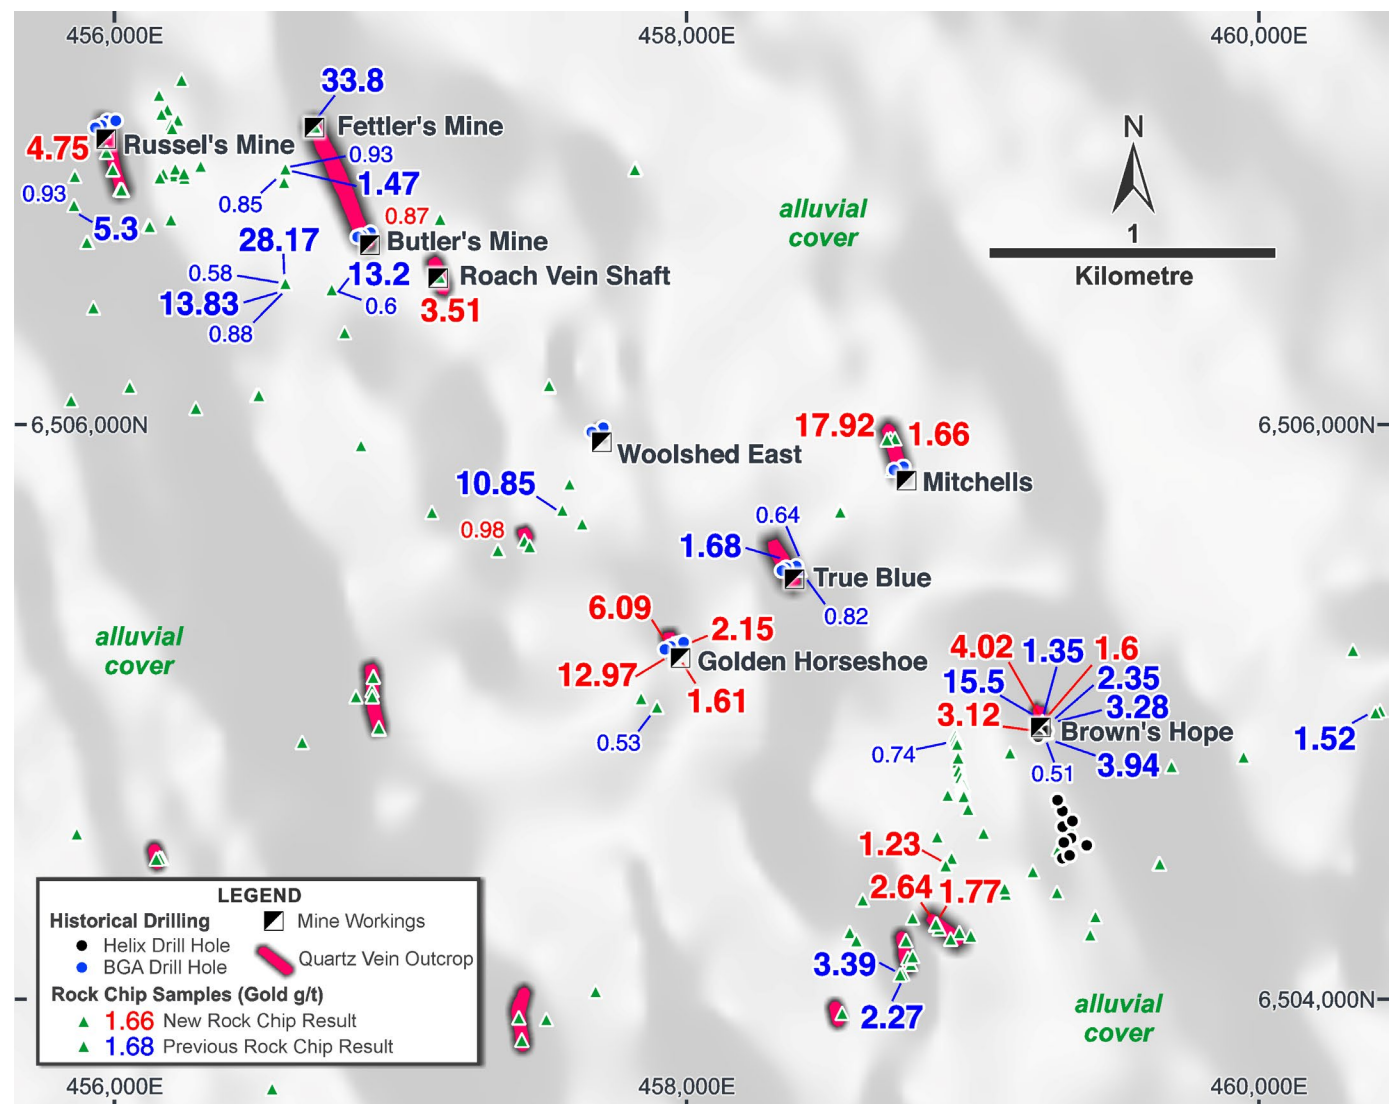 456,000E
458,000E
460,000E
33.8
Fettler's Mine
N
4.75
Russel's Mine
0.93
1.47
0.93
0.85
5.3
0.87
alluvial
cover
1
Kilometre
28.17
Butler's Mine
0.58
13.2
Roach Vein Shaft
13.83
0.6
3.51
0.88
6,506,000N
17.92
1.66
6,506,000N
Woolshed East
10.85
Mitchells
0.98
0.64
1.68
True Blue
0.82
6.09
2.15
alluvial
cover
12.97
Golden Horseshoe
1.61
0.53
4.02
1.35
1.6
15.5
2.35
3.12
3.28
Brown's Hope
0.74
0.51
3.94
1.52
1.23
2.64
1.77
3.39
2.27
alluvial
cover
6,504,000N
LEGEND
Historical Drilling
Mine Workings
Helix Drill Hole
BGA Drill Hole
Quartz Vein Outcrop
Rock Chip Samples (Gold g/t)
1.66 New Rock Chip Result
1.68 Previous Rock Chip Result
456,000E
458,000E
460,000E